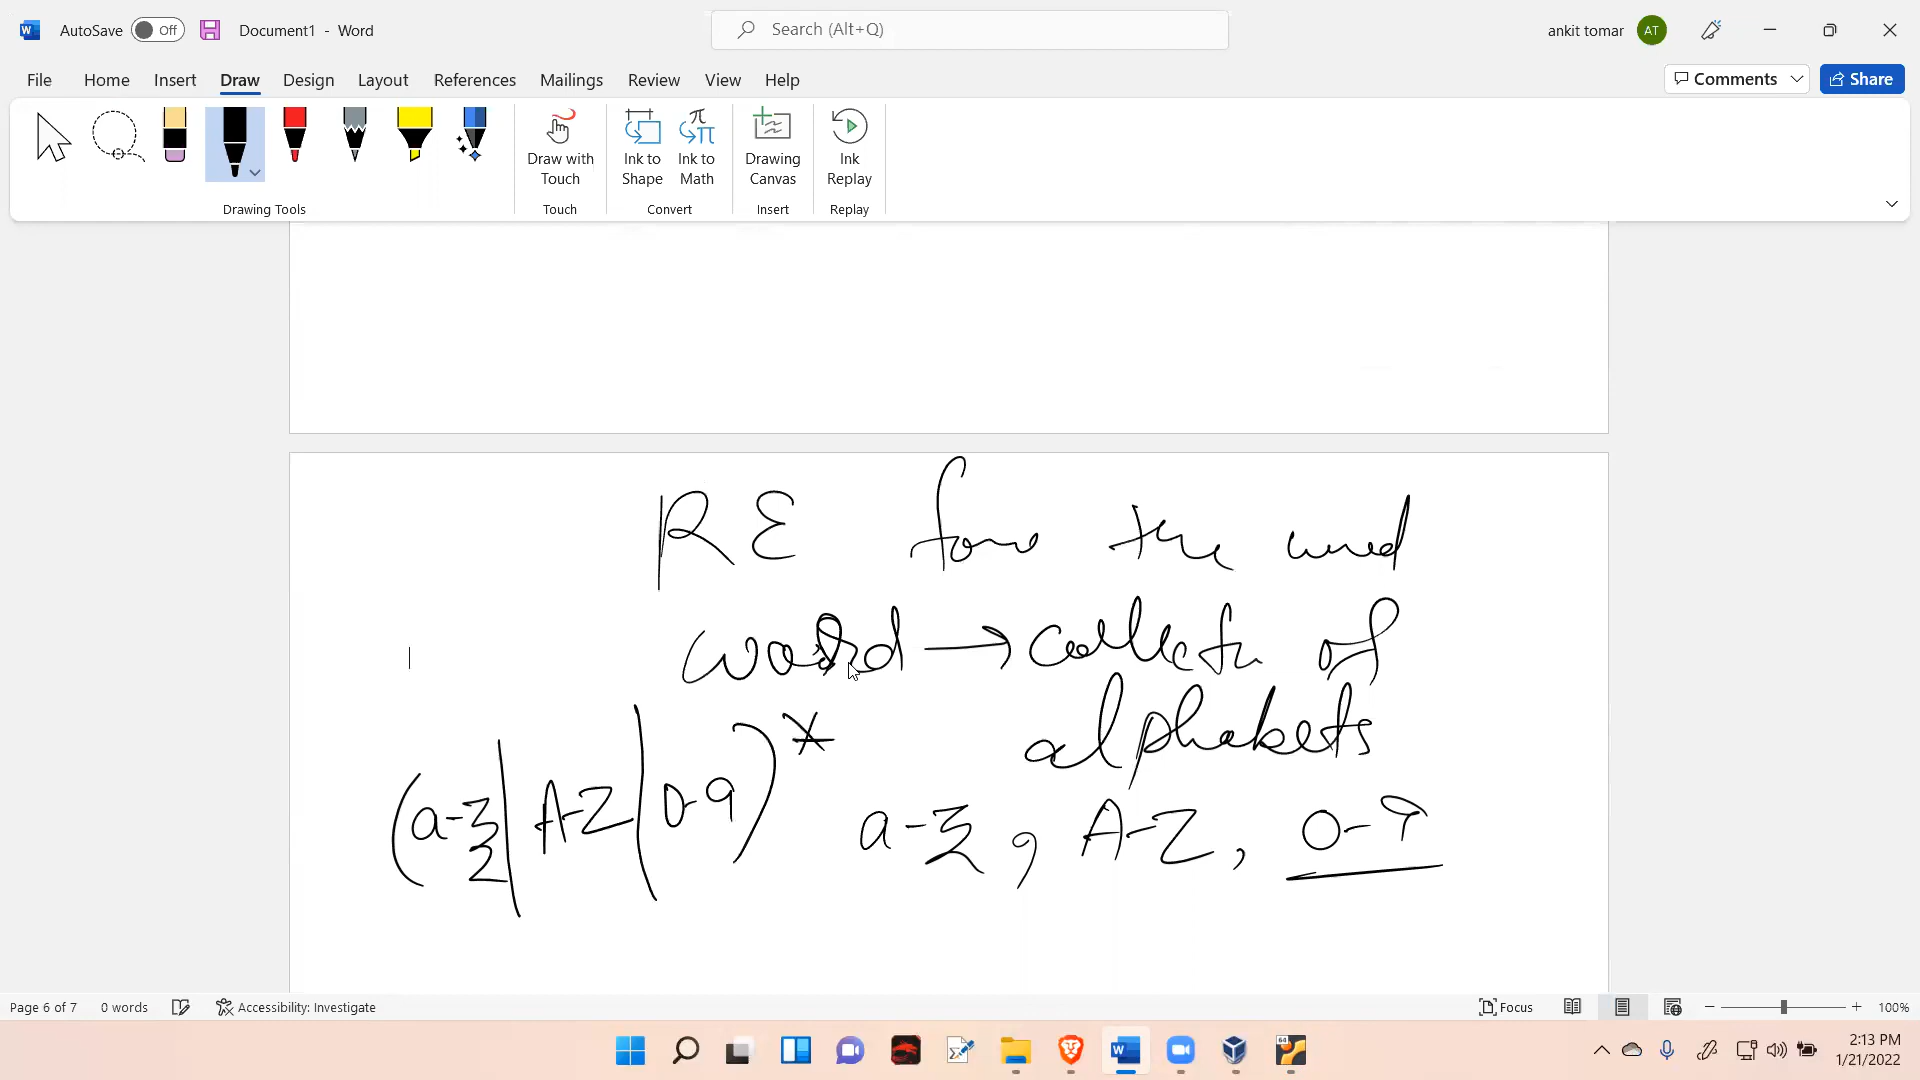 AutoSave Off Document1 - Word Search (Alt+Q) ankit tomar AT
File Home Insert Draw Design Layout References Mailings Review View Help Comments Share
Draw with Touch
Ink to Shape
Ink to Math
Drawing Canvas
Ink Replay
Drawing Tools Touch Convert Insert Replay
RE for the word
word → collectn of
alphabets
(a-z|A-Z|0-9)*
a-z, A-Z, 0-9
Page 6 of 7 0 words Accessibility: Investigate Focus 100%
64
2:13 PM
1/21/2022